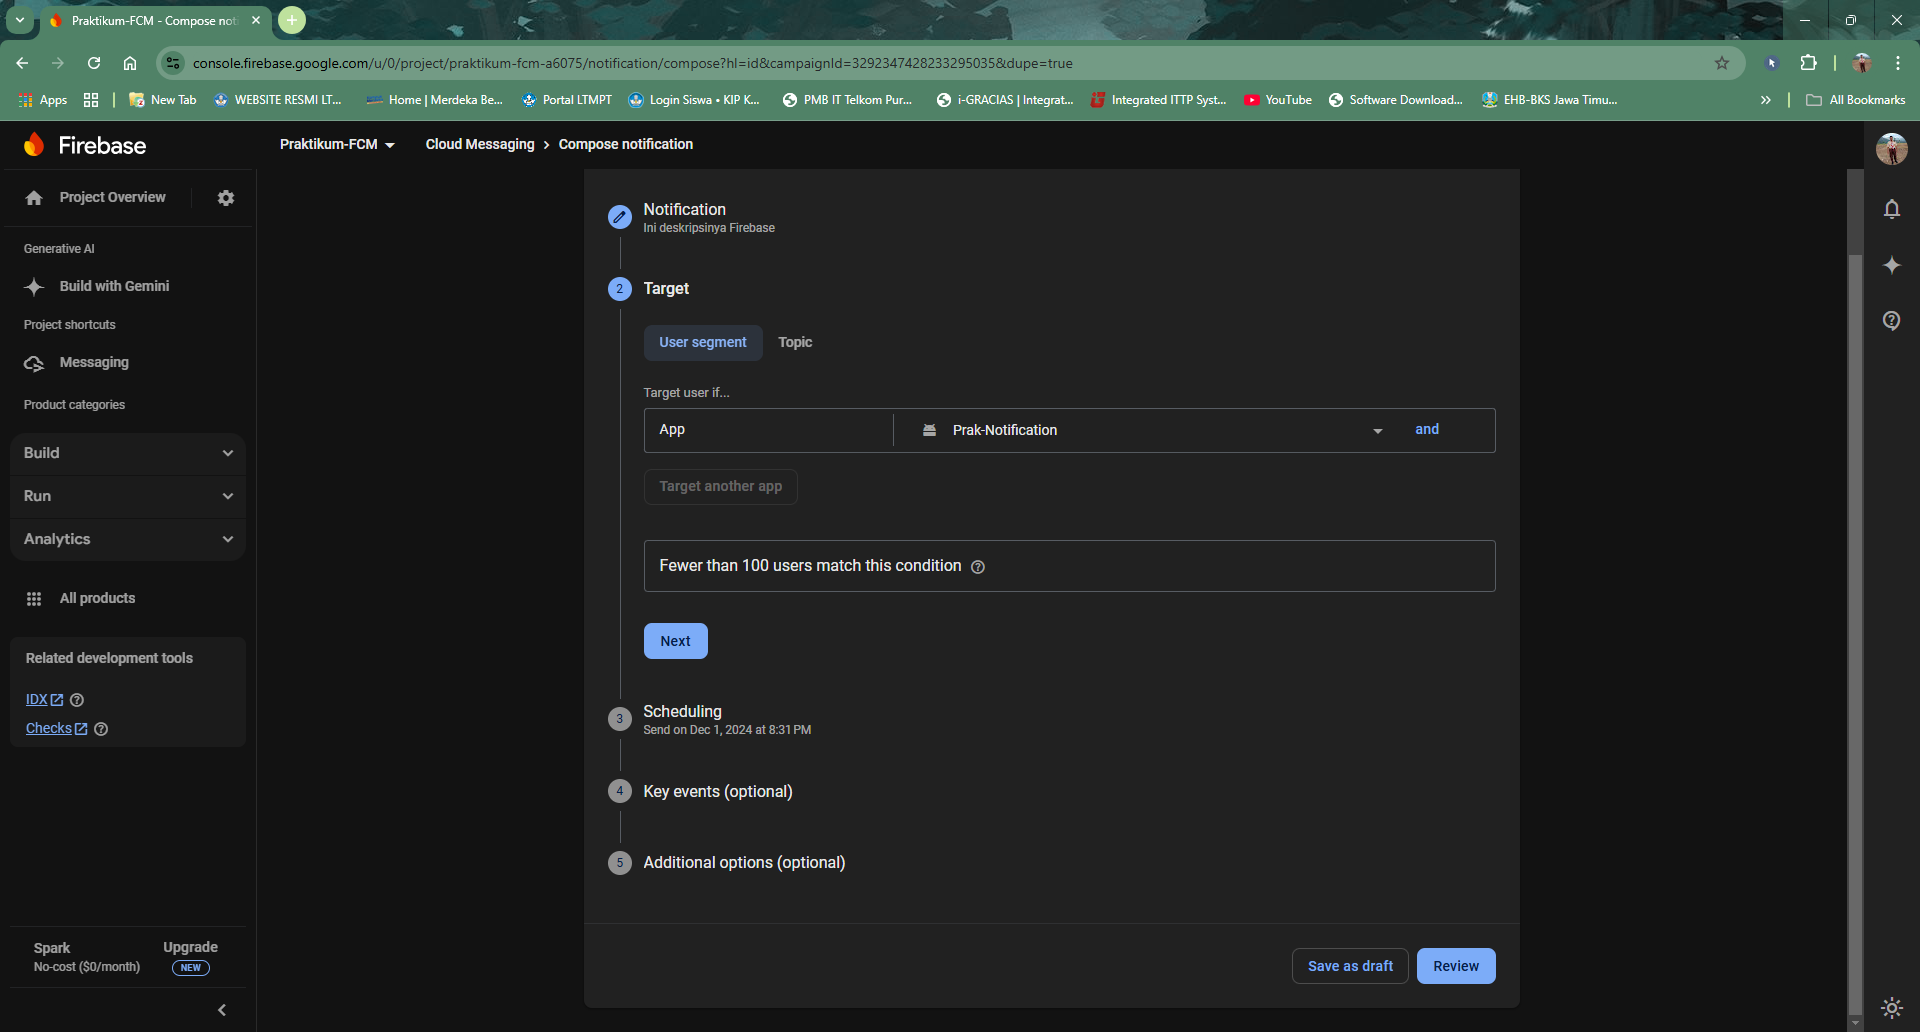 Praktikum-FCM - Compose noti
console.firebase.google.com/u/0/project/praktikum-fcm-a6075/notification/compose?hl=id&campaignId=3292347428233295035&dupe=true
Apps
New Tab
WEBSITE RESMI LT...
Home | Merdeka Be...
Portal LTMPT
Login Siswa • KIP K...
PMB IT Telkom Pur...
i-GRACIAS | Integrat...
Integrated ITTP Syst...
YouTube
Software Download...
EHB-BKS Jawa Timu...
All Bookmarks
Firebase
Praktikum-FCM
Cloud Messaging
Compose notification
Project Overview
Generative AI
Build with Gemini
Project shortcuts
Messaging
Product categories
Build
Run
Analytics
All products
Related development tools
IDX
Checks
Spark
No-cost ($0/month)
Upgrade
NEW
Notification
Ini deskripsinya Firebase
2 Target
User segment
Topic
Target user if...
App
Prak-Notification
and
Target another app
Fewer than 100 users match this condition
Next
3 Scheduling
Send on Dec 1, 2024 at 8:31 PM
4 Key events (optional)
5 Additional options (optional)
Save as draft
Review